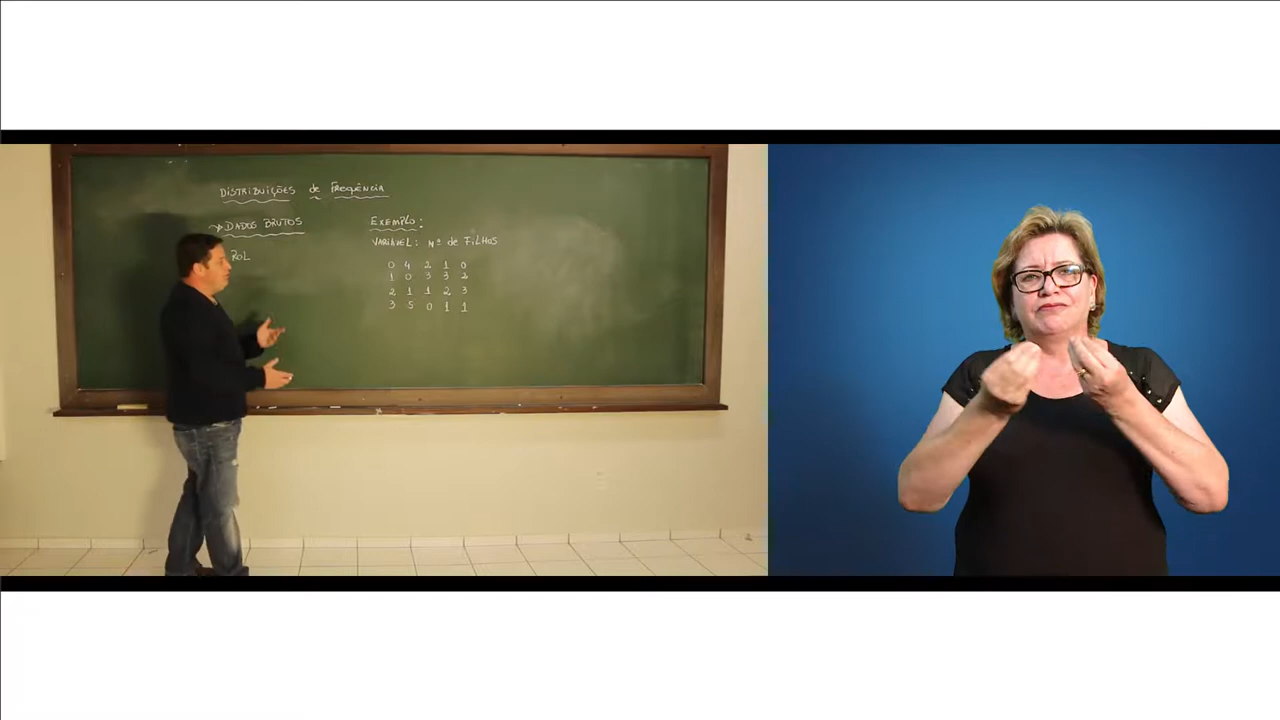 DISTRIBUIÇÕES de FREQUÊNCIA
DADOS BRUTOS
ROL
EXEMPLO:
VARIÁVEL: Nº de FILHOS
0 4 2 1 0
1 0 3 3 2
2 1 1 2 3
3 5 0 1 1